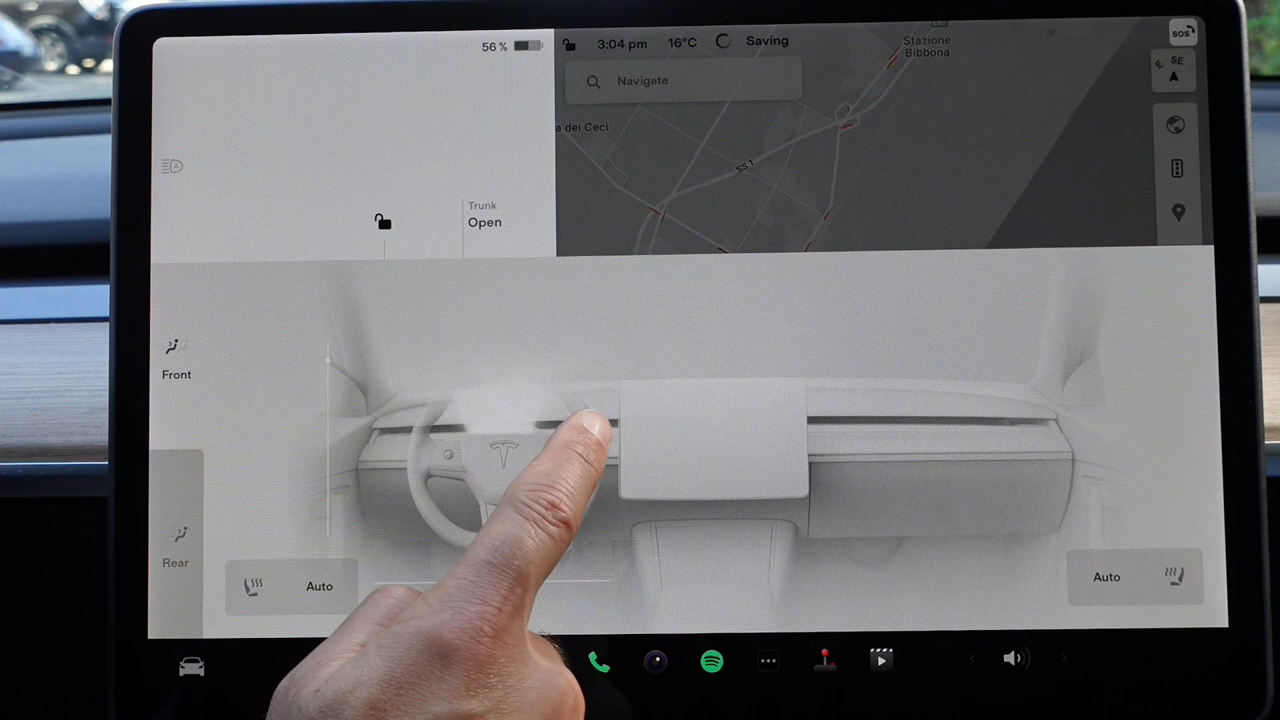 56 %
3:04 pm
16°C
Saving
Navigate
Stazione
Bibbona
sos
E
SE
a dei Ceci
SS 1
Trunk
Open
Front
Rear
Auto
Auto
A